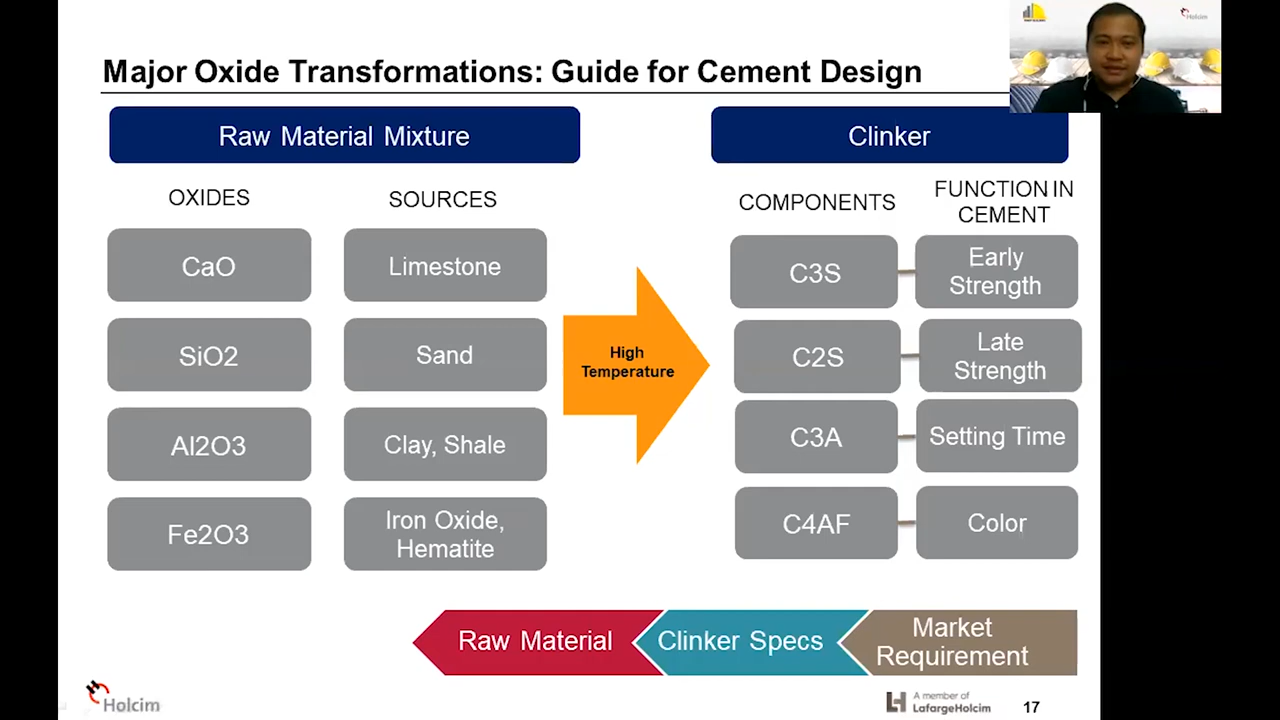 Major Oxide Transformations: Guide for Cement Design
Holcim
Raw Material Mixture
Clinker
OXIDES
SOURCES
COMPONENTS
FUNCTION IN
CEMENT
CaO
Limestone
C3S
Early
Strength
SiO2
Sand
High
Temperature
C2S
Late
Strength
Al2O3
Clay, Shale
C3A
Setting Time
Fe2O3
Iron Oxide,
Hematite
C4AF
Color
Raw Material
Clinker Specs
Market
Requirement
Holcim
A member of
LafargeHolcim
17